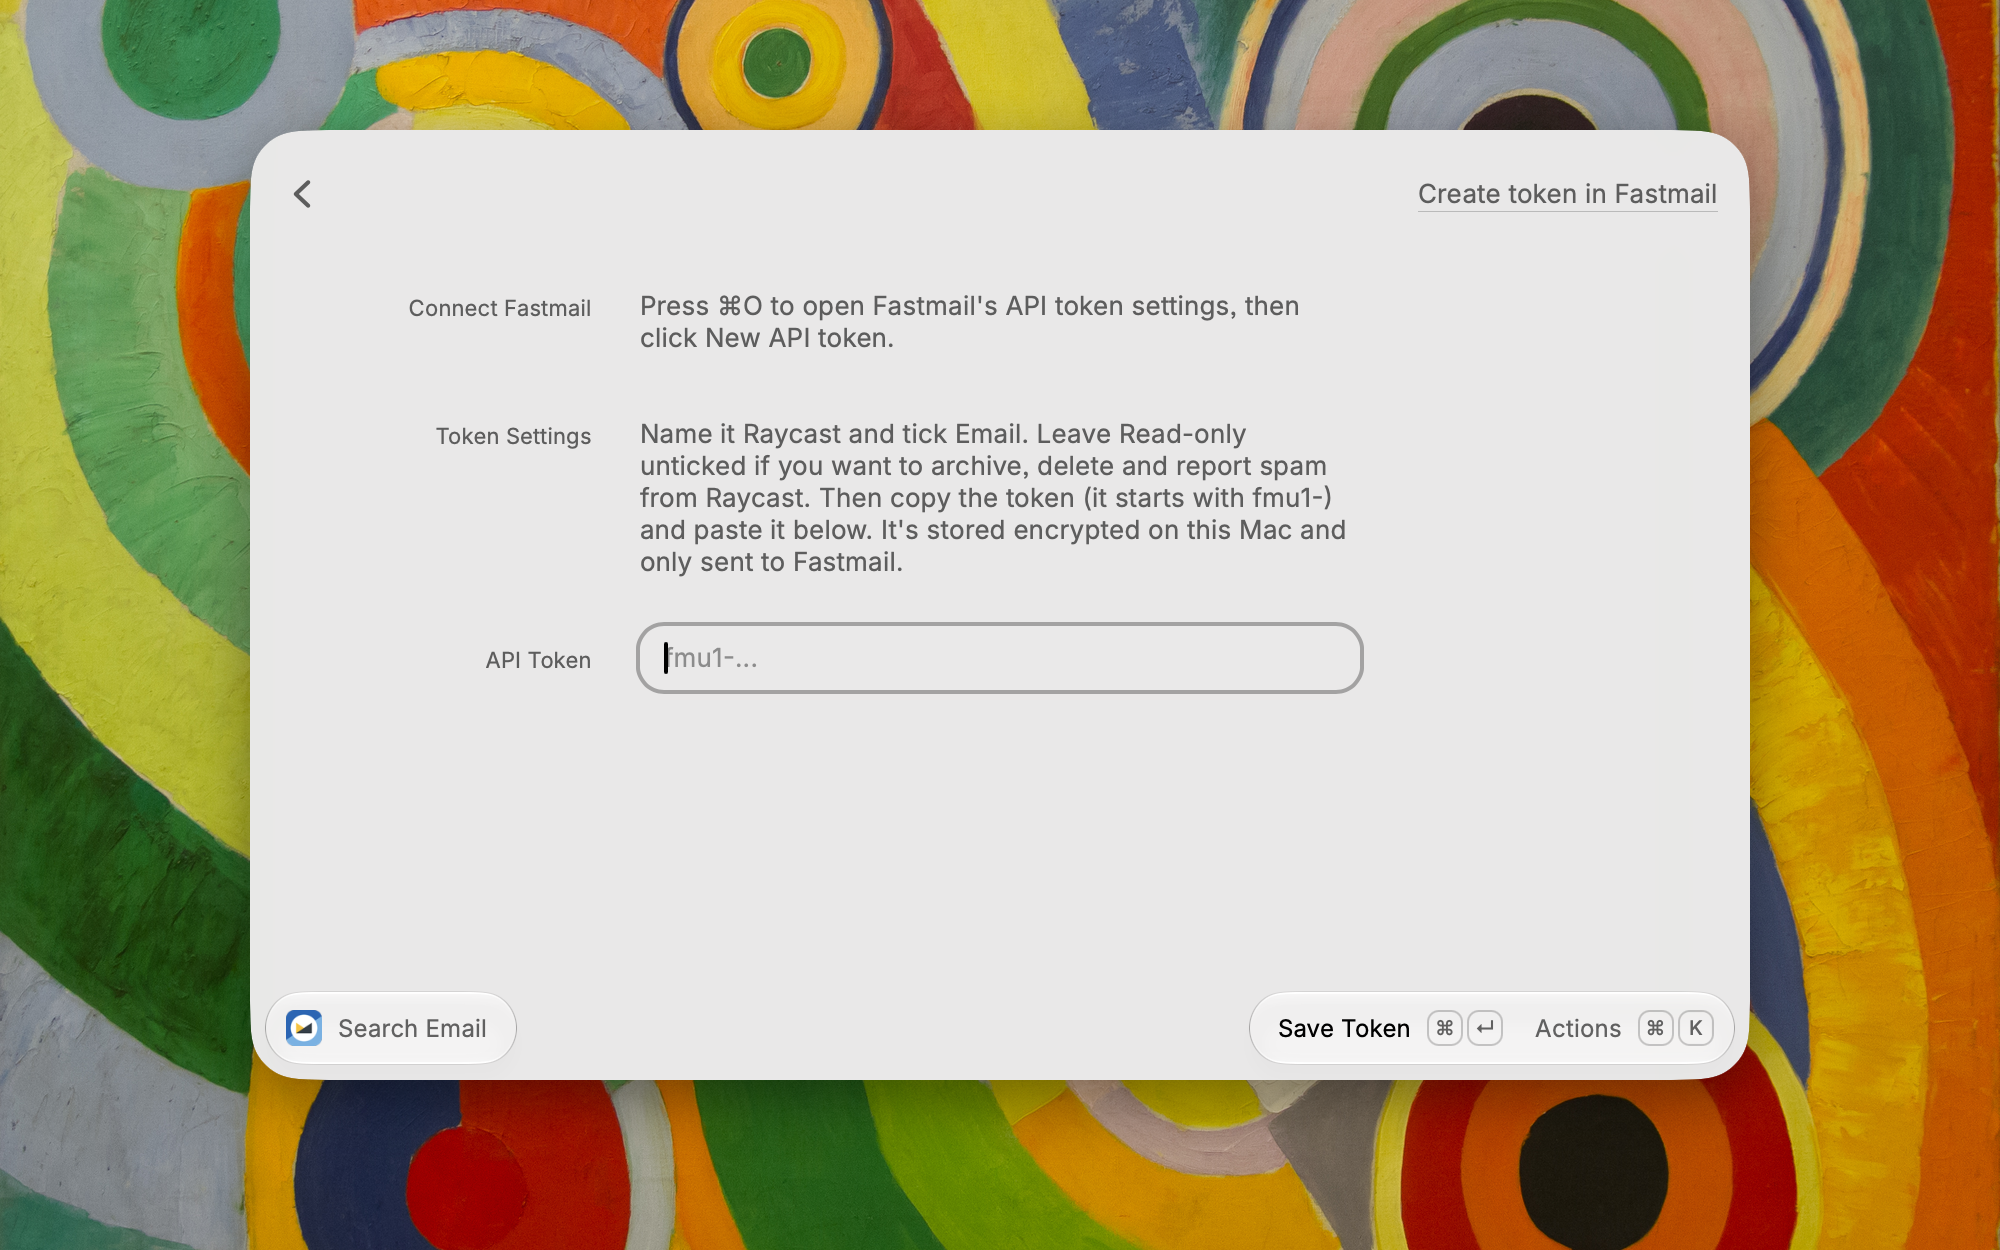 Create token in Fastmail
Connect Fastmail
Press ⌘O to open Fastmail's API token settings, then
click New API token.
Token Settings
Name it Raycast and tick Email. Leave Read-only
unticked if you want to archive, delete and report spam
from Raycast. Then copy the token (it starts with fmu1-)
and paste it below. It's stored encrypted on this Mac and
only sent to Fastmail.
API Token
fmu1-...
Search Email
Save Token ⌘ ↵ Actions ⌘ K